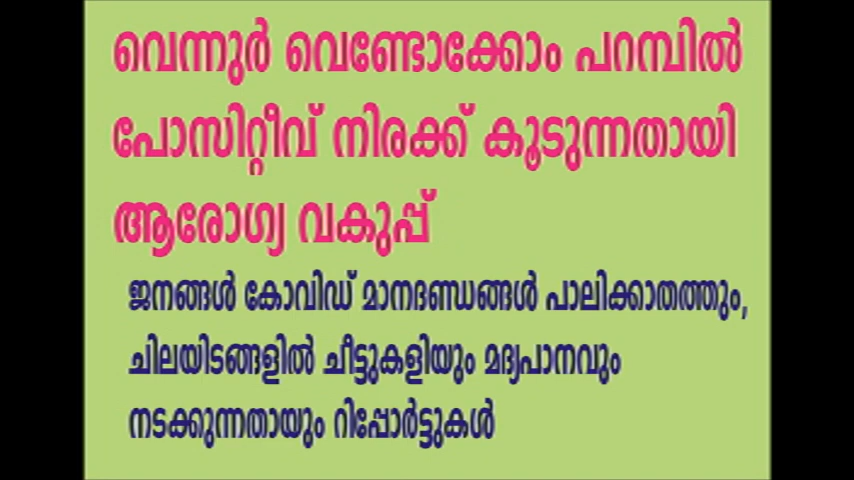 വെന്നൂർ വെണ്ടോക്കോം പറമ്പിൽ
പോസിറ്റീവ് നിരക്ക് കൂടുന്നതായി
ആരോഗ്യ വകുപ്പ്
ജനങ്ങൾ കോവിഡ് മാനദണ്ഡങ്ങൾ പാലിക്കാതത്തും,
ചിലയിടങ്ങളിൽ ചീട്ടുകളിയും മദ്യപാനവും
നടക്കുന്നതായും റിപ്പോർട്ടുകൾ